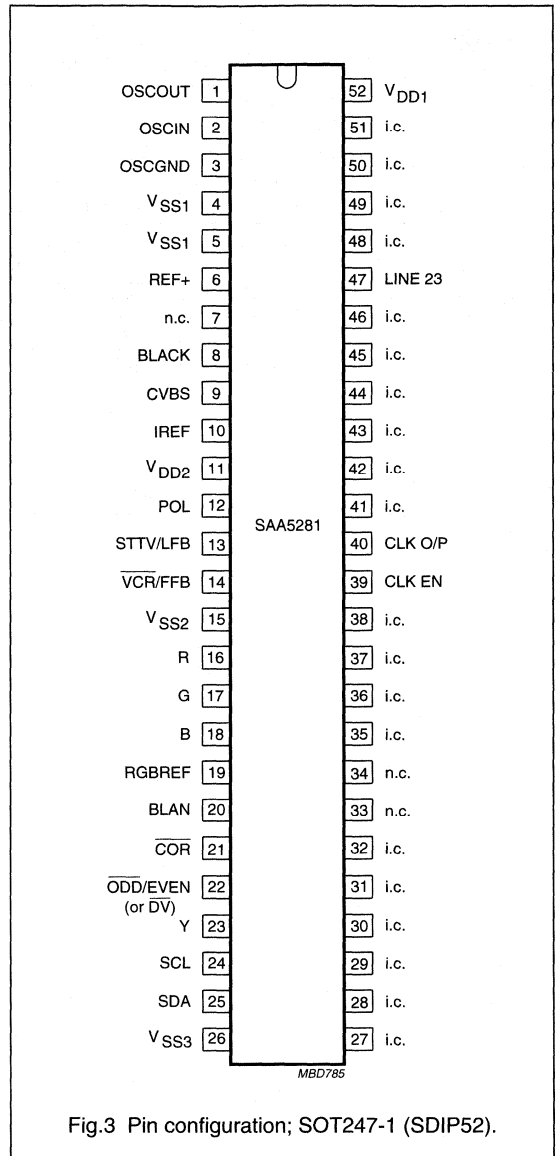 OSCOUT 1 52 VDD1
OSCIN 2 51 i.c.
OSCGND 3 50 i.c.
VSS1 4 49 i.c.
VSS1 5 48 i.c.
REF+ 6 47 LINE 23
n.c. 7 46 i.c.
BLACK 8 45 i.c.
CVBS 9 44 i.c.
IREF 10 43 i.c.
VDD2 11 42 i.c.
POL 12 41 i.c.
SAA5281
STTV/LFB 13 40 CLK O/P
V̅C̅R̅/FFB 14 39 CLK EN
VSS2 15 38 i.c.
R 16 37 i.c.
G 17 36 i.c.
B 18 35 i.c.
RGBREF 19 34 n.c.
BLAN 20 33 n.c.
C̅O̅R̅ 21 32 i.c.
O̅D̅D̅/EVEN 22 31 i.c.
(or D̅V̅)
Y 23 30 i.c.
SCL 24 29 i.c.
SDA 25 28 i.c.
VSS3 26 27 i.c.
MBD785
Fig.3 Pin configuration; SOT247-1 (SDIP52).